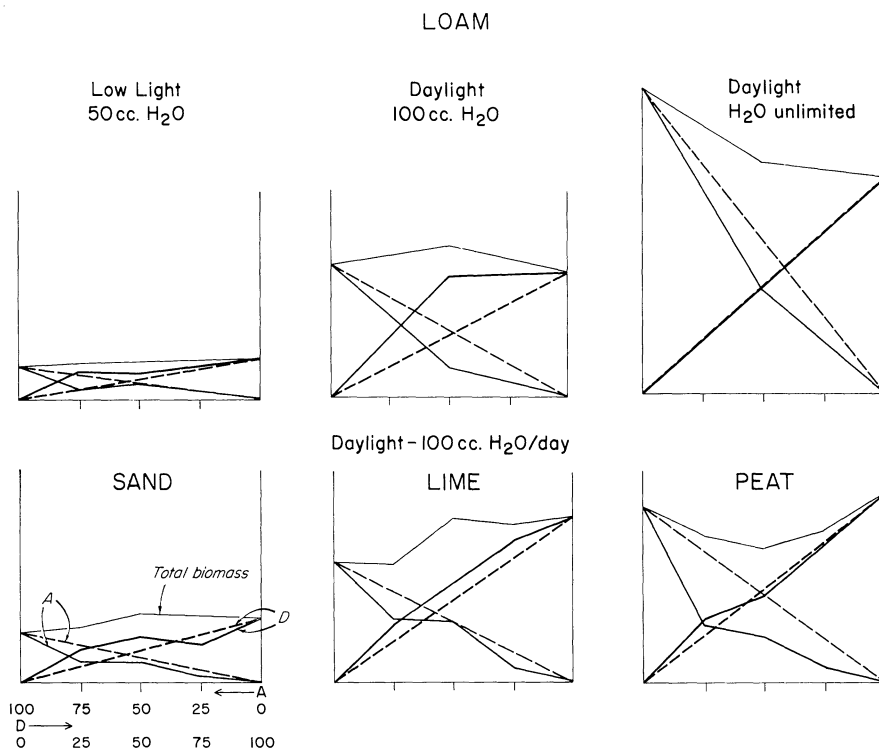 LOAM
Low Light
50 cc. H₂O
Daylight
100 cc. H₂O
Daylight
H₂O unlimited
Daylight – 100 cc. H₂O/day
SAND
LIME
PEAT
Total biomass
A
D
←A
100 75 50 25 0
D→
0 25 50 75 100